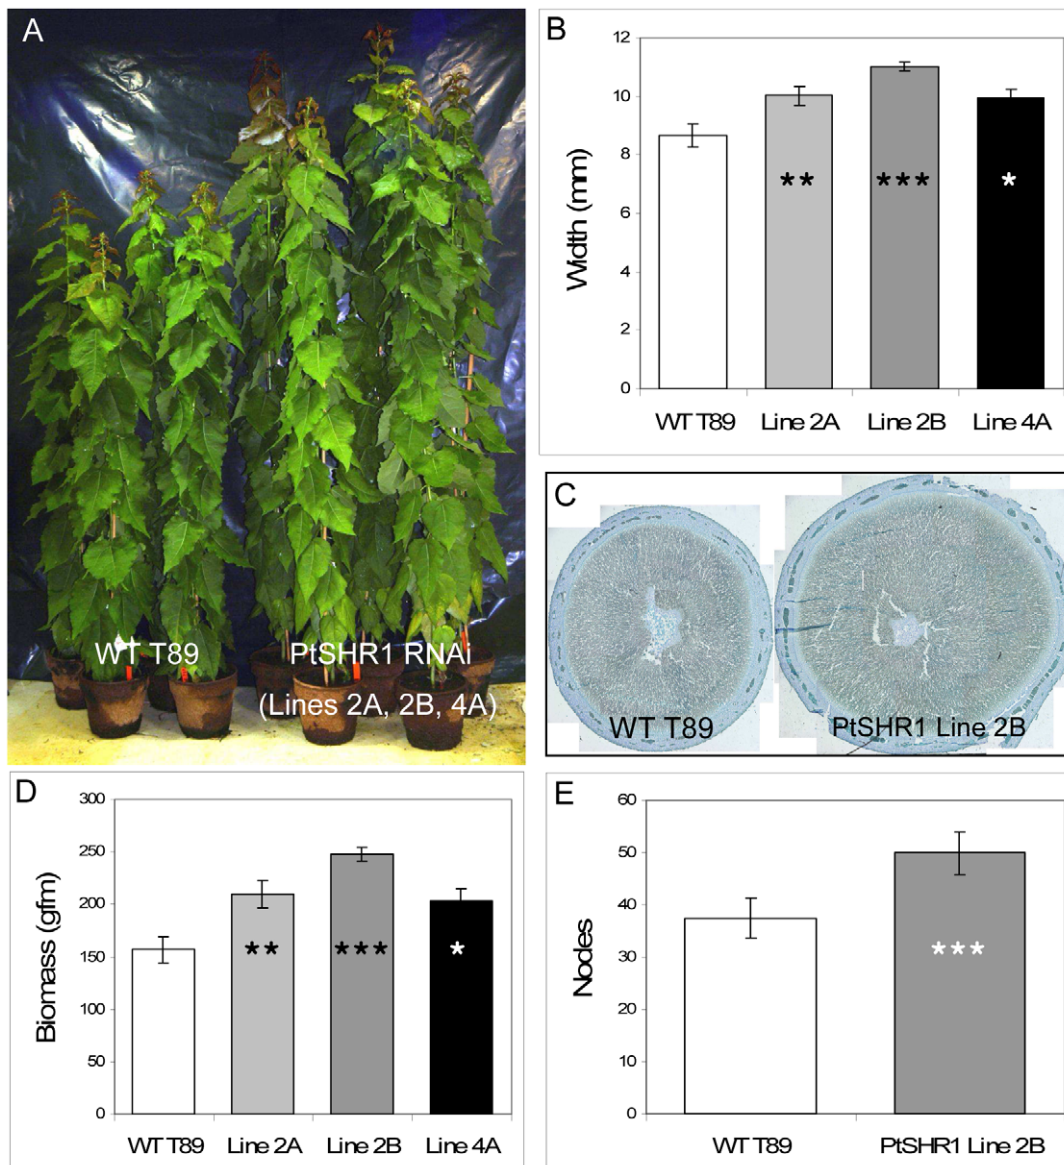 A
WT T89
PtSHR1 RNAi
(Lines 2A, 2B, 4A)
B
Width (mm)
12
10
8
6
4
2
0
**
***
*
WT T89
Line 2A
Line 2B
Line 4A
C
WT T89
PtSHR1 Line 2B
D
Biomass (gfm)
300
250
200
150
100
50
0
**
***
*
WT T89
Line 2A
Line 2B
Line 4A
E
Nodes
60
50
40
30
20
10
0
***
WT T89
PtSHR1 Line 2B